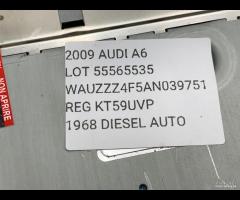 2009 AUDI A6
LOT 55565535
WAUZZZ4F5AN039751
REG KT59UVP
1968 DIESEL AUTO
NON APRIRE